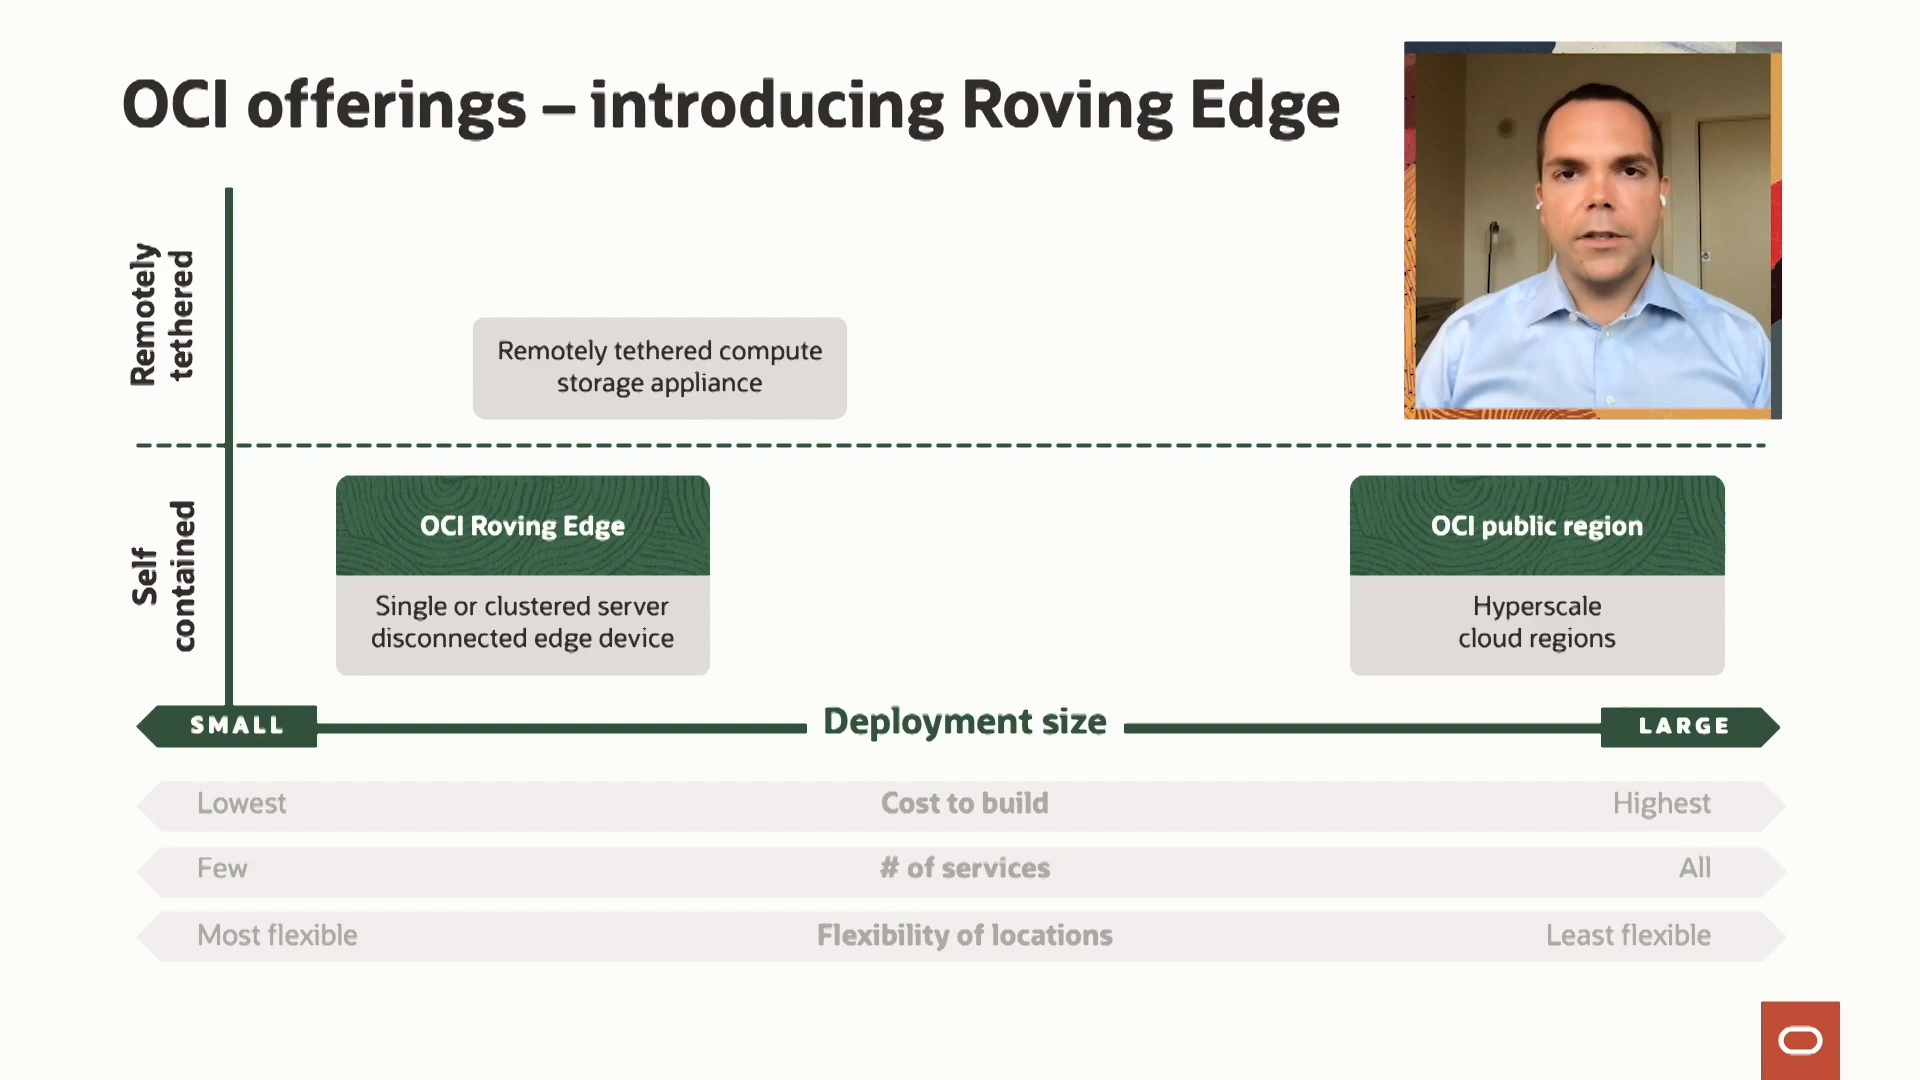 OCI offerings – introducing Roving Edge
Remotely
tethered
Remotely tethered compute
storage appliance
Self
contained
OCI Roving Edge
Single or clustered server
disconnected edge device
OCI public region
Hyperscale
cloud regions
SMALL
Deployment size
LARGE
Lowest
Cost to build
Highest
Few
# of services
All
Most flexible
Flexibility of locations
Least flexible